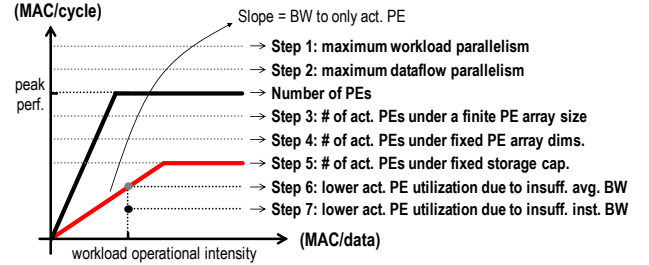 (MAC/cycle)
Slope = BW to only act. PE
Step 1: maximum workload parallelism
Step 2: maximum dataflow parallelism
peak
perf.
Number of PEs
Step 3: # of act. PEs under a finite PE array size
Step 4: # of act. PEs under fixed PE array dims.
Step 5: # of act. PEs under fixed storage cap.
Step 6: lower act. PE utilization due to insuff. avg. BW
Step 7: lower act. PE utilization due to insuff. inst. BW
(MAC/data)
workload operational intensity